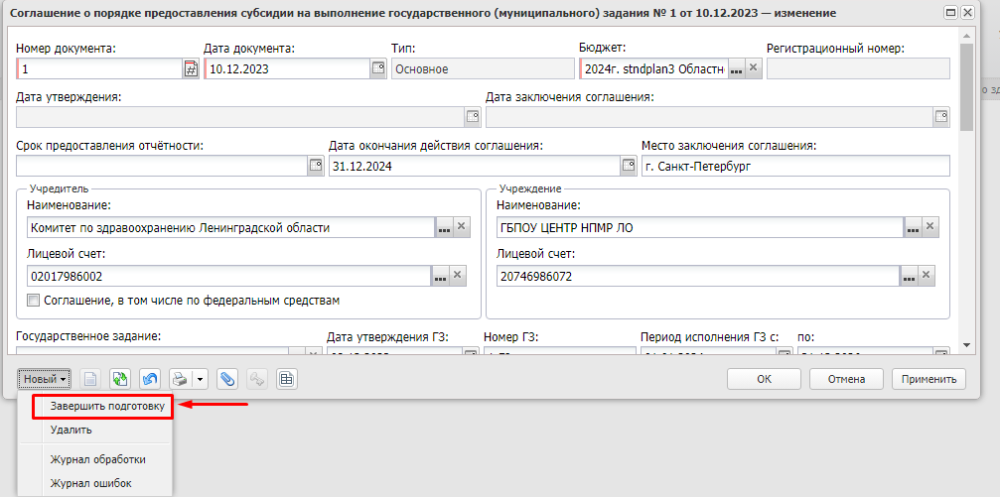 Соглашение о порядке предоставления субсидии на выполнение государственного (муниципального) задания № 1 от 10.12.2023 — изменение
Номер документа: Дата документа: Тип: Бюджет: Регистрационный номер:
1 10.12.2023 Основное 2024г. stndplan3 Областн
Дата утверждения: Дата заключения соглашения:
Срок предоставления отчётности: Дата окончания действия соглашения: Место заключения соглашения:
31.12.2024 г. Санкт-Петербург
Учредитель Учреждение
Наименование: Наименование:
Комитет по здравоохранению Ленинградской области ГБПОУ ЦЕНТР НПМР ЛО
Лицевой счет: Лицевой счет:
02017986002 20746986072
Соглашение, в том числе по федеральным средствам
Государственное задание: Дата утверждения ГЗ: Номер ГЗ: Период исполнения ГЗ с: по:
Новый ОК Отмена Применить
Завершить подготовку
Удалить
Журнал обработки
Журнал ошибок